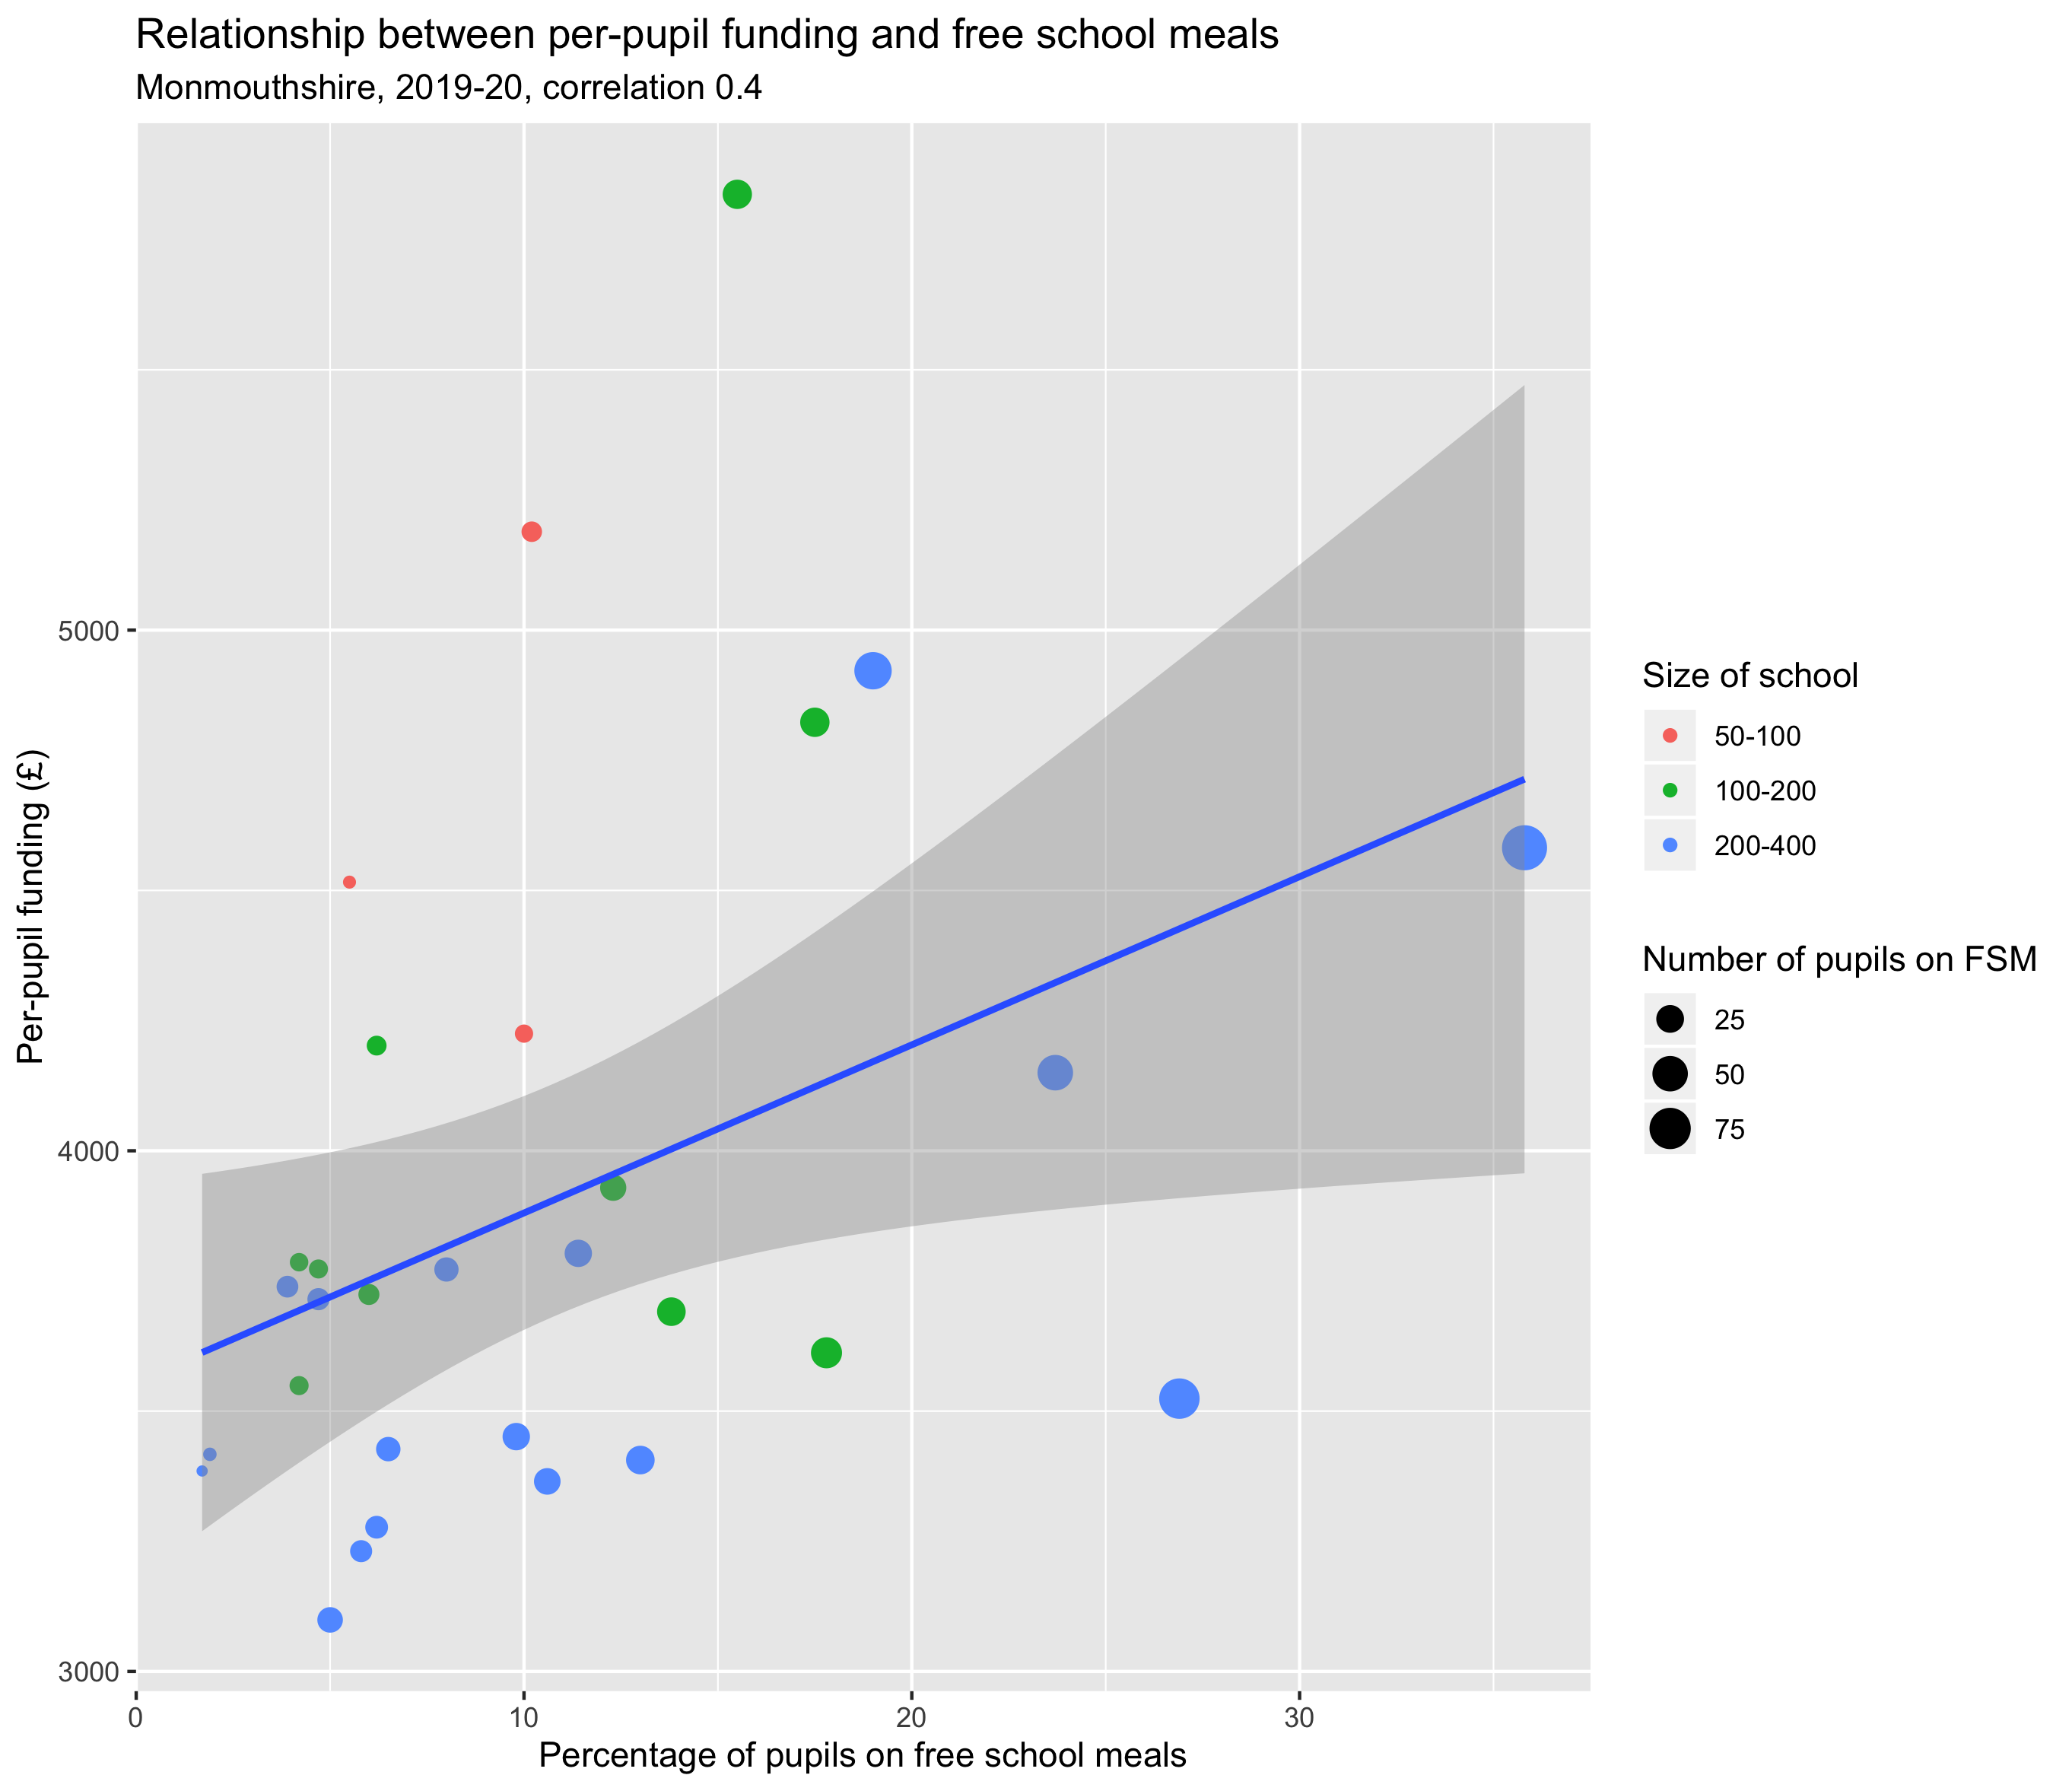 Relationship between per-pupil funding and free school meals
Monmouthshire, 2019-20, correlation 0.4
Per-pupil funding (£)
5000
4000
3000
0
10
20
30
Percentage of pupils on free school meals
Size of school
50-100
100-200
200-400
Number of pupils on FSM
25
50
75